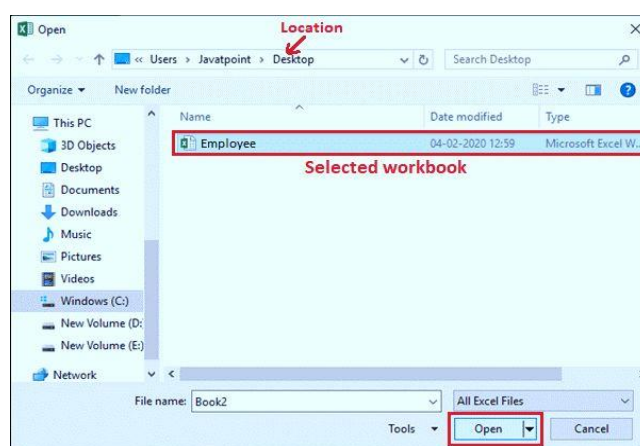 Open
Location
« Users > Javatpoint > Desktop
Search Desktop
Organize
New folder
Name
Date modified
Type
This PC
3D Objects
Desktop
Documents
Downloads
Music
Pictures
Videos
Windows (C:)
New Volume (D:
New Volume (E:)
Network
Employee
04-02-2020 12:59
Microsoft Excel W...
Selected workbook
File name:
Book2
All Excel Files
Tools
Open
Cancel